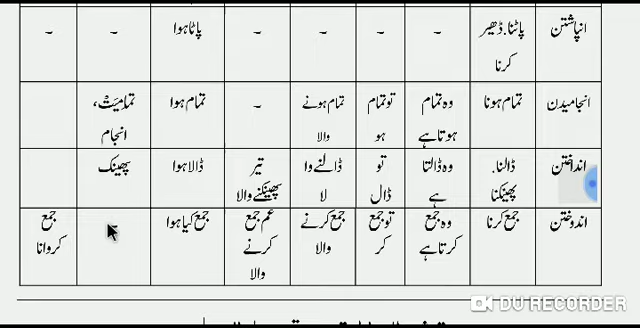 انپاشتن	پاٹنا۔ ڈھیر کرنا	-	-	-	-	پاٹا ہوا	-	-
انجامیدن	تمام ہونا	وہ تمام ہوتا ہے	تو تمام ہو	تمام ہونے والا	-	تمام ہوا	تمامیت، انجام
انداختن	ڈالنا۔ پھینکنا	وہ ڈالتا ہے	تو ڈال	ڈالنے والا	تیر پھینکنے والا	ڈالا ہوا	پھینک
اندوختن	جمع کرنا	وہ جمع کرتا ہے	تو جمع کر	جمع کرنے والا	غم جمع کرنے والا	جمع کیا ہوا	-	جمع کروانا
DU RECORDER